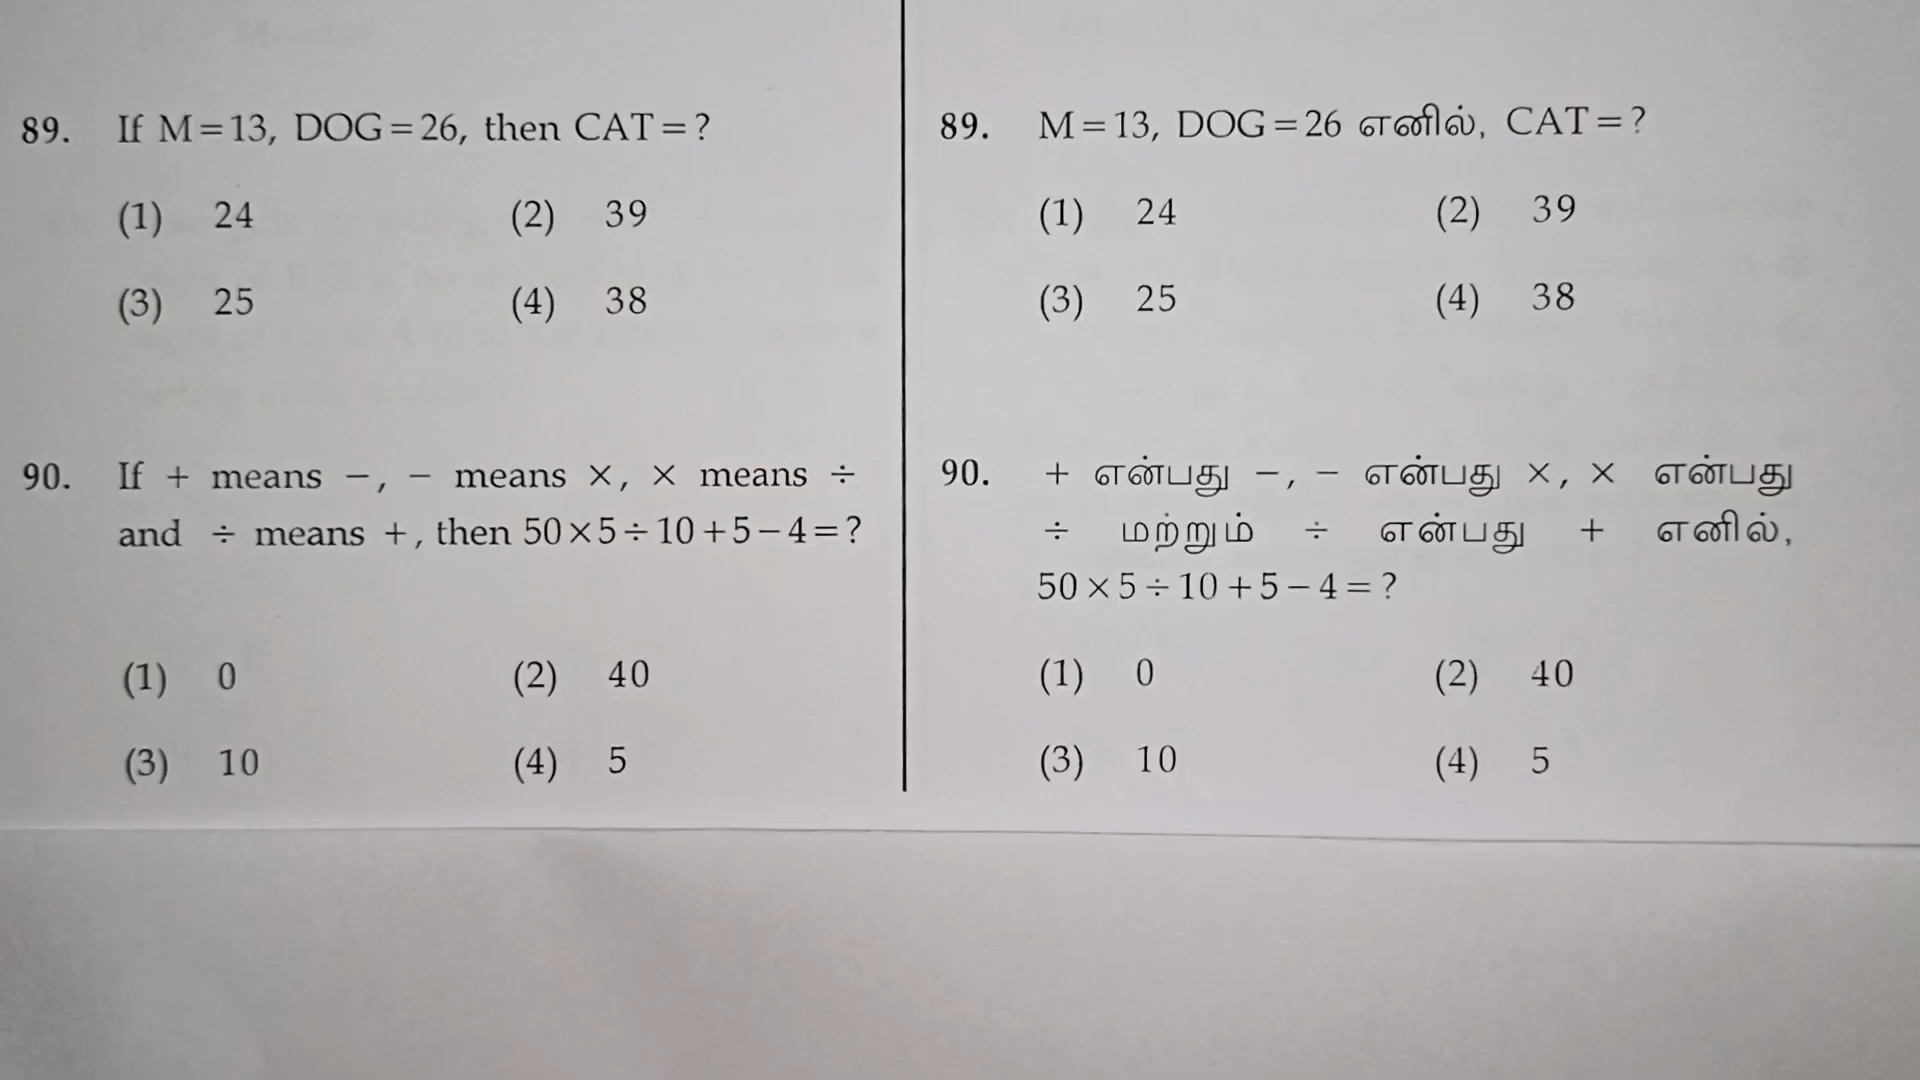 89. If M=13, DOG=26, then CAT=?
(1) 24 (2) 39
(3) 25 (4) 38
90. If + means −, − means ×, × means ÷
and ÷ means +, then 50×5÷10+5−4=?
(1) 0 (2) 40
(3) 10 (4) 5
89. M=13, DOG=26 எனில், CAT=?
(1) 24 (2) 39
(3) 25 (4) 38
90. + என்பது −, − என்பது ×, × என்பது
÷ மற்றும் ÷ என்பது + எனில்,
50×5÷10+5−4=?
(1) 0 (2) 40
(3) 10 (4) 5